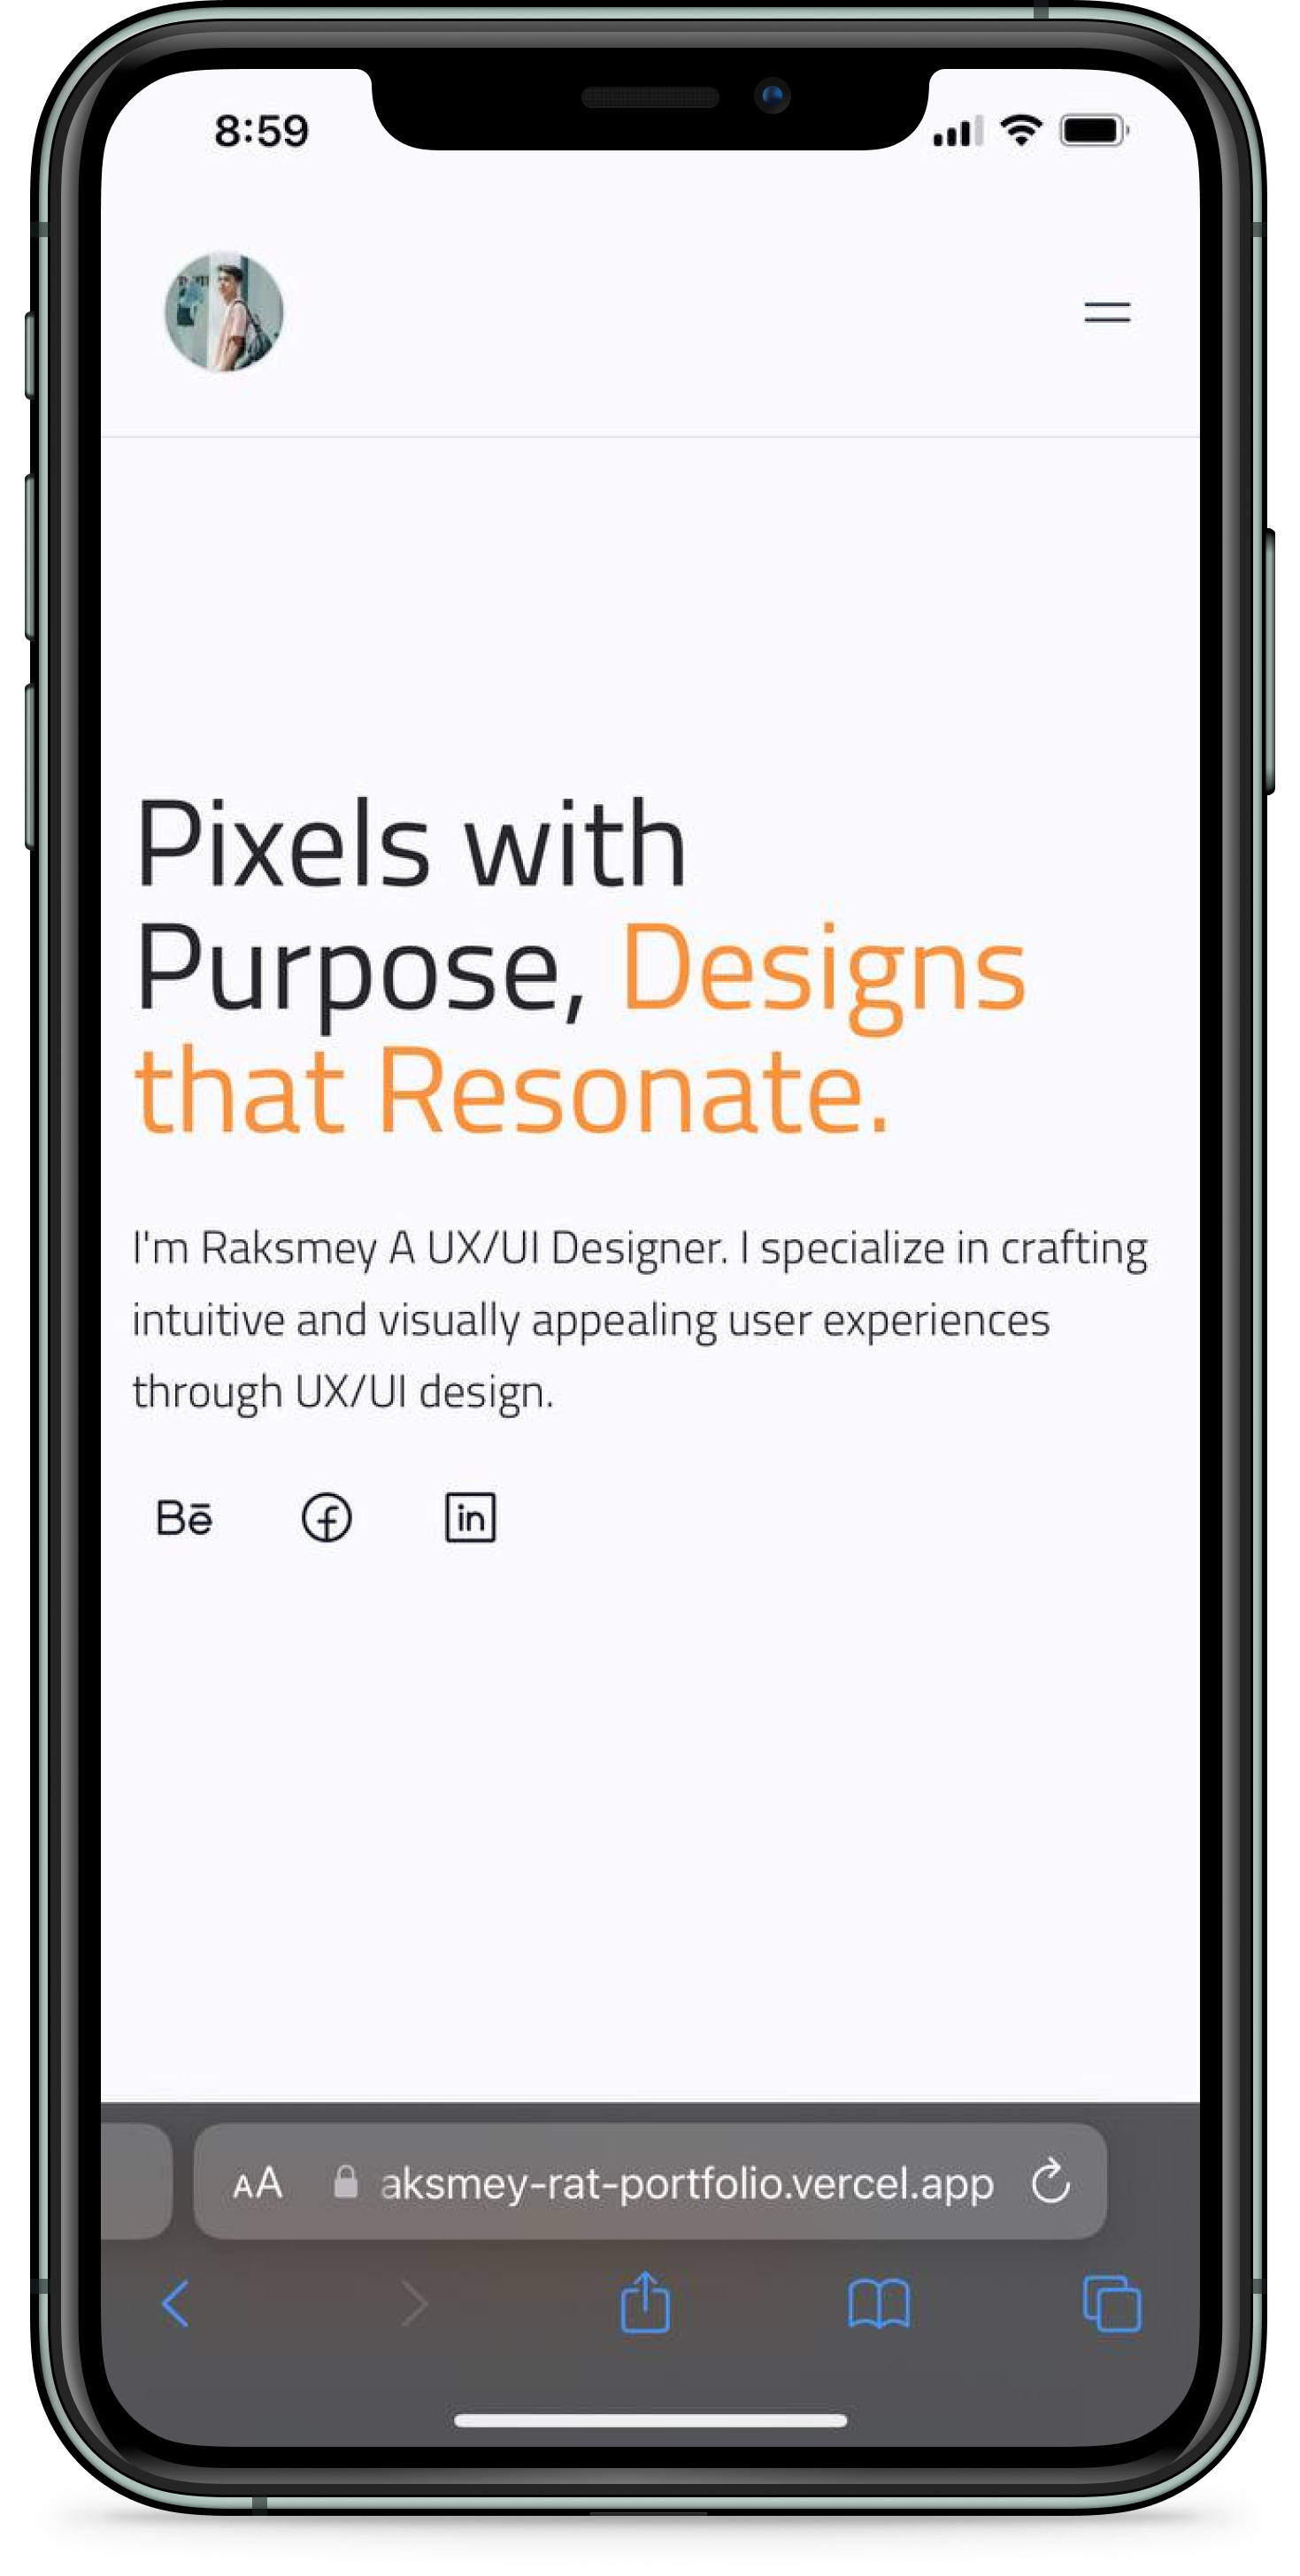 8:59
Pixels with
Purpose, Designs
that Resonate.
I'm Raksmey A UX/UI Designer. I specialize in crafting
intuitive and visually appealing user experiences
through UX/UI design.
Bē f in
AA aksmey-rat-portfolio.vercel.app